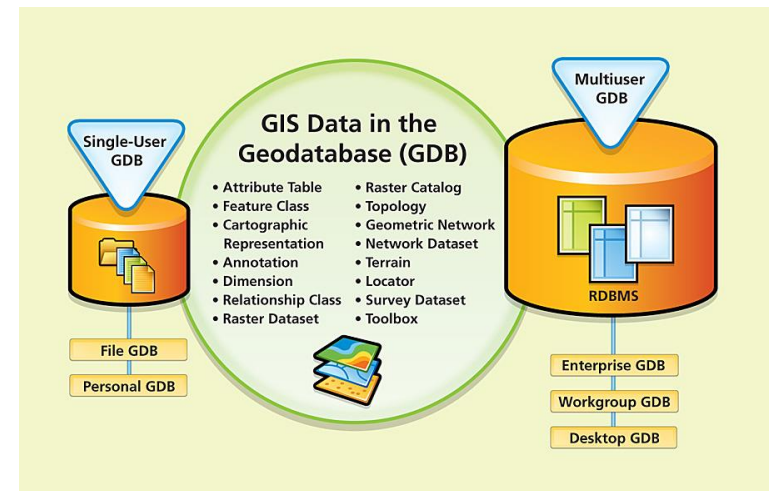 Multiuser
GDB
Single-User
GDB
GIS Data in the
Geodatabase (GDB)
• Attribute Table
• Feature Class
• Cartographic
Representation
• Annotation
• Dimension
• Relationship Class
• Raster Dataset
• Raster Catalog
• Topology
• Geometric Network
• Network Dataset
• Terrain
• Locator
• Survey Dataset
• Toolbox
RDBMS
File GDB
Personal GDB
Enterprise GDB
Workgroup GDB
Desktop GDB